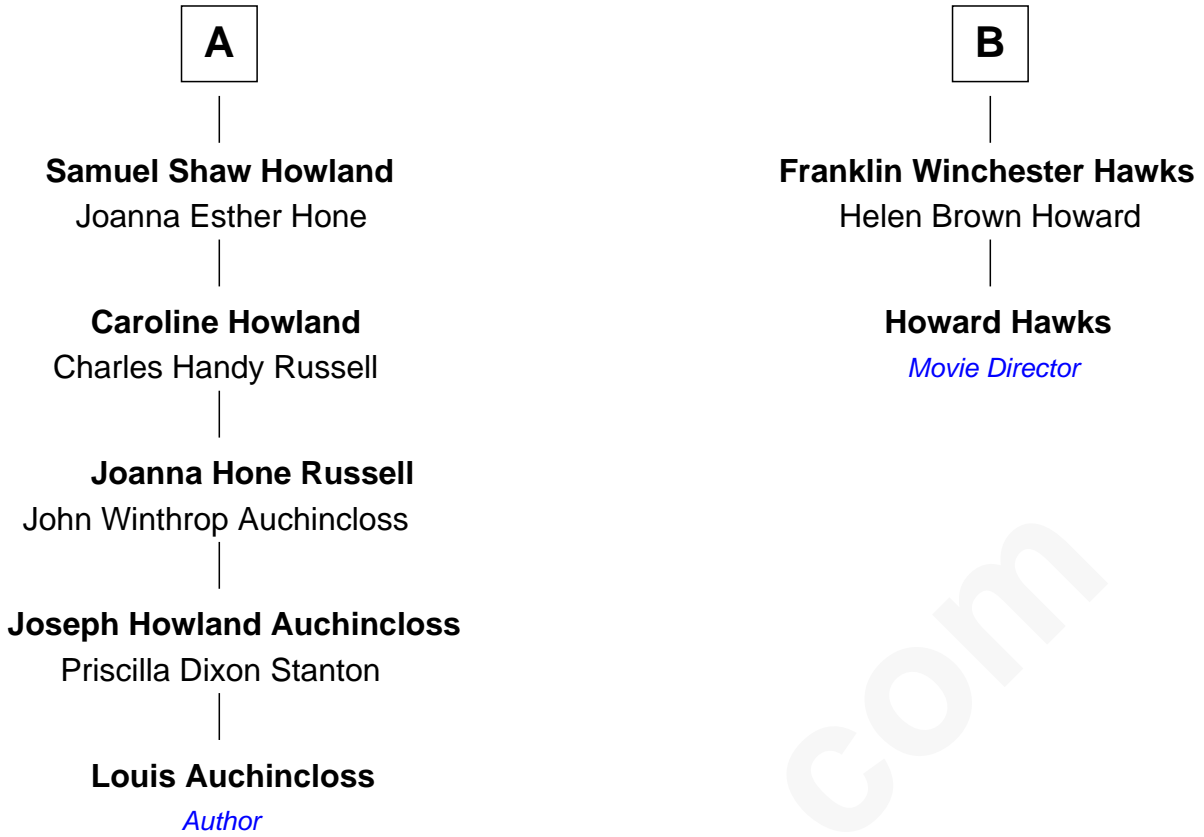 A
Samuel Shaw Howland
Joanna Esther Hone
Caroline Howland
Charles Handy Russell
Joanna Hone Russell
John Winthrop Auchincloss
Joseph Howland Auchincloss
Priscilla Dixon Stanton
Louis Auchincloss
Author
B
Franklin Winchester Hawks
Helen Brown Howard
Howard Hawks
Movie Director
com